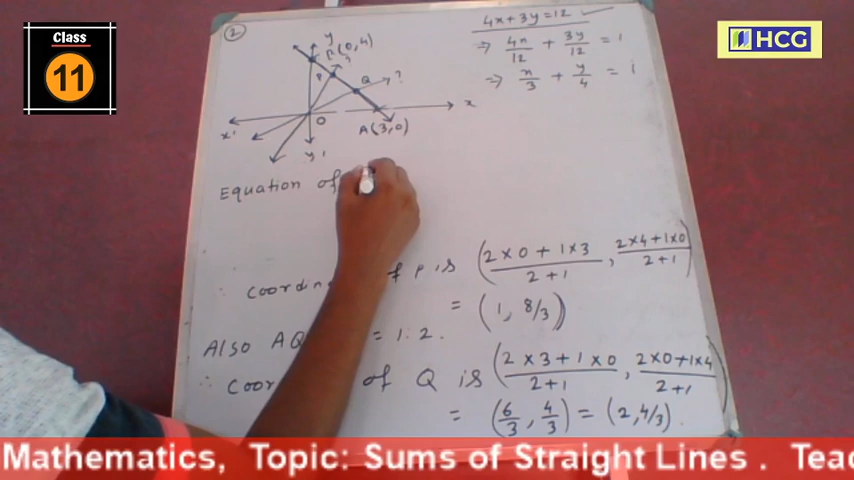 Class
11
HCG
2
4x + 3y = 12
⇒ 4x/12 + 3y/12 = 1
⇒ x/3 + y/4 = 1
y
B(0,4)
P
?
Q
?
x
x'
O
A(3,0)
y'
Equation of
∴ coordin of P is (2×0+1×3/2+1, 2×4+1×0/2+1)
= (1, 8/3)
Also AQ = 1:2.
∴ coor of Q is (2×3+1×0/2+1, 2×0+1×4/2+1)
= (6/3, 4/3) = (2, 4/3).
Mathematics, Topic: Sums of Straight Lines . Tea